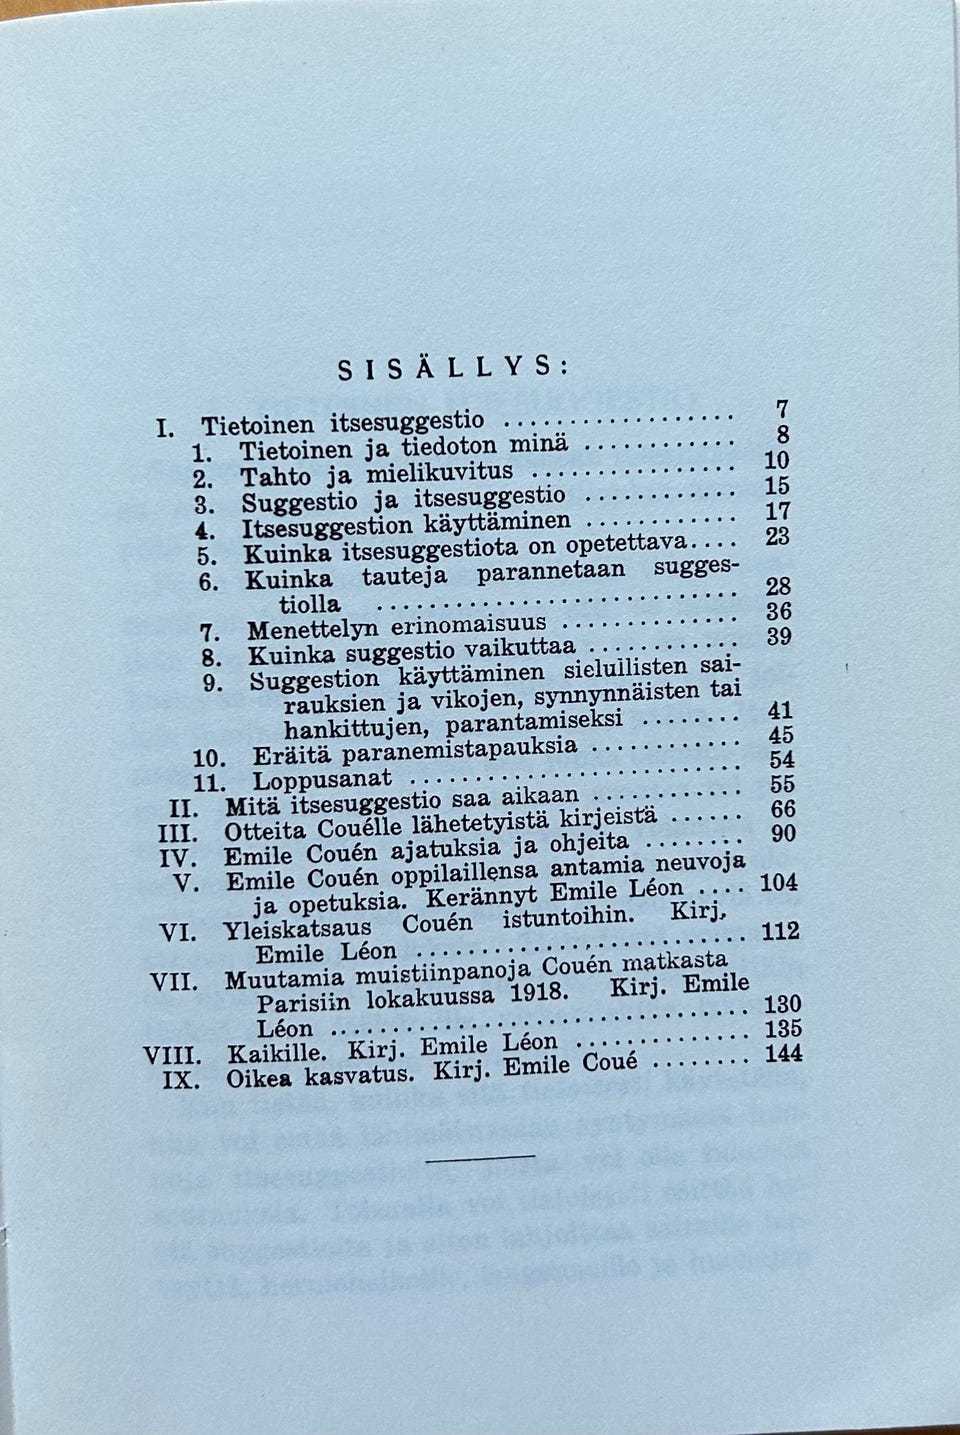 SISÄLLYS:
I. Tietoinen itsesuggestio .................. 7
1. Tietoinen ja tiedoton minä ............ 8
2. Tahto ja mielikuvitus ................ 10
3. Suggestio ja itsesuggestio ............ 15
4. Itsesuggestion käyttäminen ............ 17
5. Kuinka itsesuggestiota on opetettava.... 23
6. Kuinka tauteja parannetaan sugges-
tiolla ............................ 28
7. Menettelyn erinomaisuus .............. 36
8. Kuinka suggestio vaikuttaa ............ 39
9. Suggestion käyttäminen sieluilisten sai-
rauksien ja vikojen, synnynnäisten tai
hankittujen, parantamiseksi ........ 41
10. Eräitä paranemistapauksia ............ 45
11. Loppusanat .......................... 54
II. Mitä itsesuggestio saa aikaan ............ 55
III. Otteita Couélle lähetetyistä kirjeistä ...... 66
IV. Emile Couén ajatuksia ja ohjeita ........ 90
V. Emile Couén oppilaillensa antamia neuvoja
ja opetuksia. Kerännyt Emile Léon .... 104
VI. Yleiskatsaus Couén istuntoihin. Kirj.
Emile Léon .......................... 112
VII. Muutamia muistiinpanoja Couén matkasta
Parisiin lokakuussa 1918. Kirj. Emile
Léon ................................ 130
VIII. Kaikille. Kirj. Emile Léon .............. 135
IX. Oikea kasvatus. Kirj. Emile Coué ........ 144